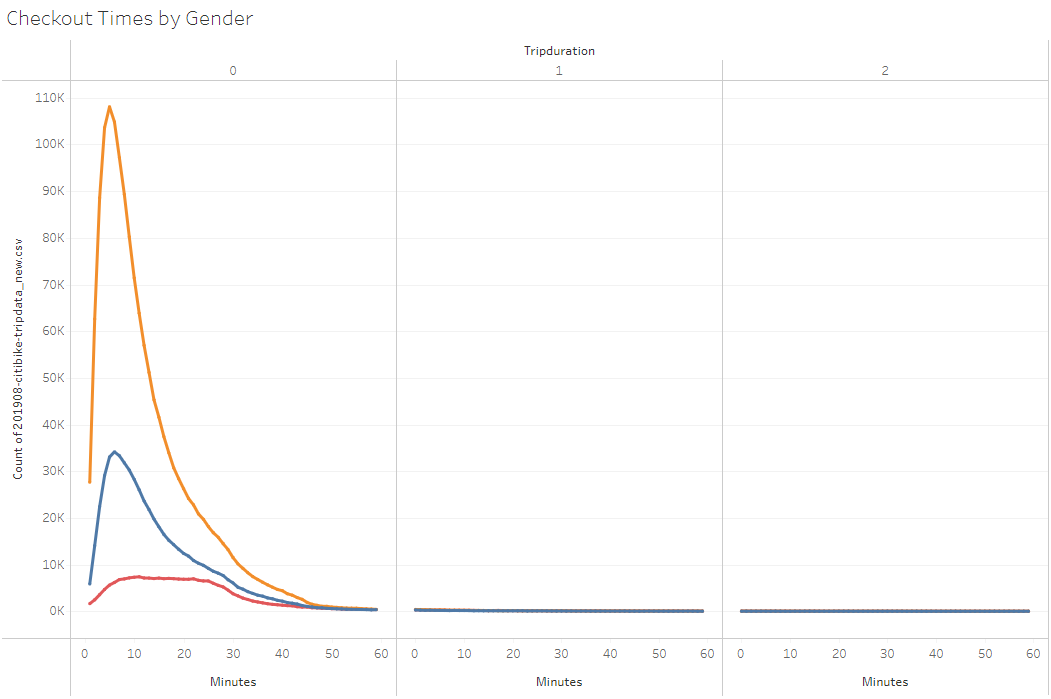 Checkout Times by Gender
Tripduration
0 1 2
110K
100K
90K
80K
70K
60K
50K
40K
30K
20K
10K
0K
Count of 201908-citibike-tripdata_new.csv
0 10 20 30 40 50 60 0 10 20 30 40 50 60 0 10 20 30 40 50 60
Minutes Minutes Minutes